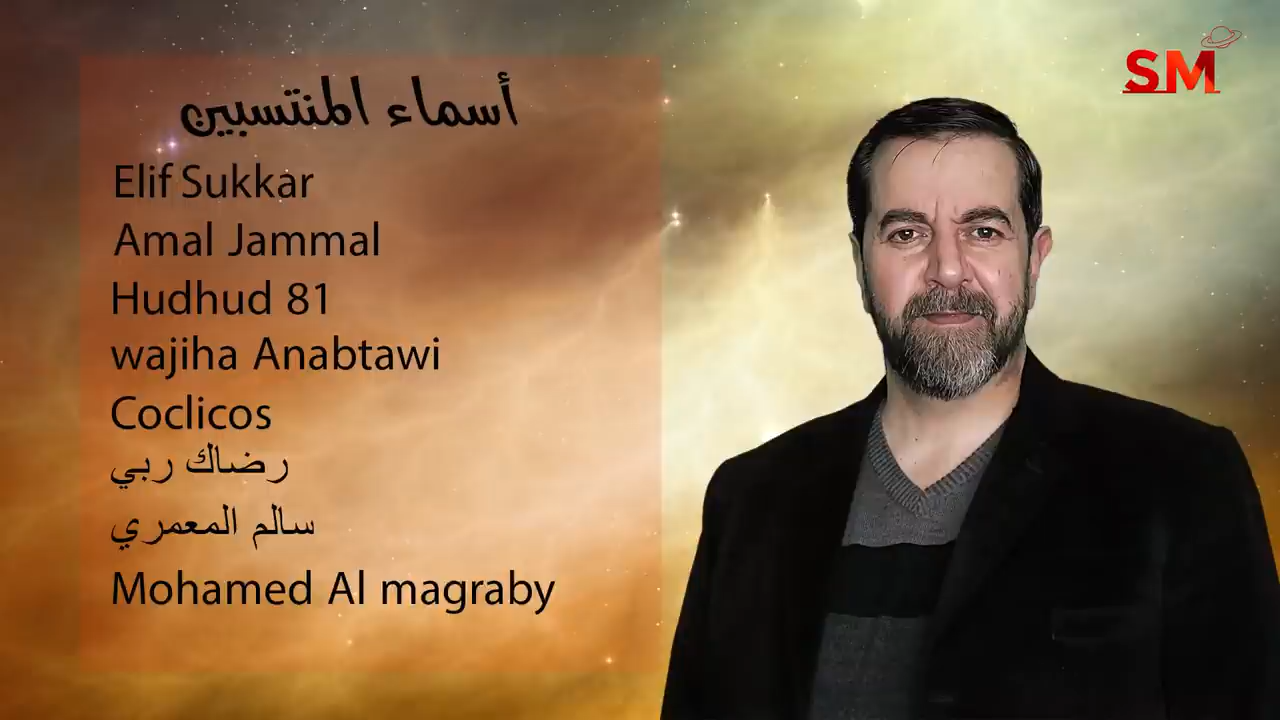 SM
أسماء المنتسبين
Elif Sukkar
Amal Jammal
Hudhud 81
wajiha Anabtawi
Coclicos
رضاك ربي
سالم المعمري
Mohamed Al magraby